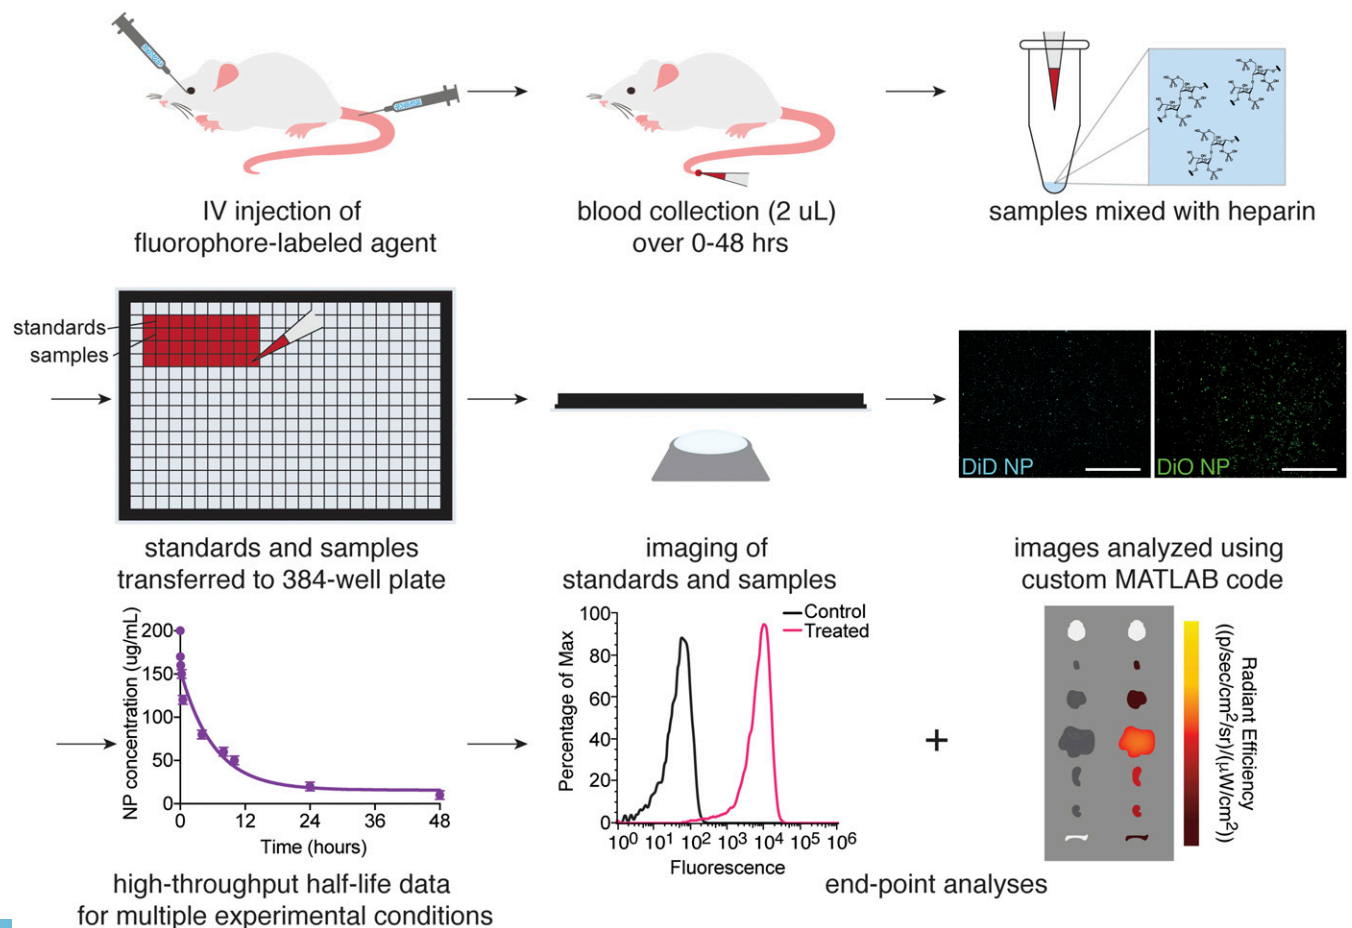 IV injection of
fluorophore-labeled agent
blood collection (2 uL)
over 0-48 hrs
samples mixed with heparin
standards
samples
standards and samples
transferred to 384-well plate
imaging of
standards and samples
DiD NP
DiO NP
images analyzed using
custom MATLAB code
NP concentration (ug/mL)
200
150
100
50
0
0 12 24 36 48
Time (hours)
high-throughput half-life data
for multiple experimental conditions
Percentage of Max
100
80
60
40
20
0
Control
Treated
10⁰ 10¹ 10² 10³ 10⁴ 10⁵ 10⁶
Fluorescence
+
Radiant Efficiency
((p/sec/cm²/sr)/(μW/cm²))
end-point analyses